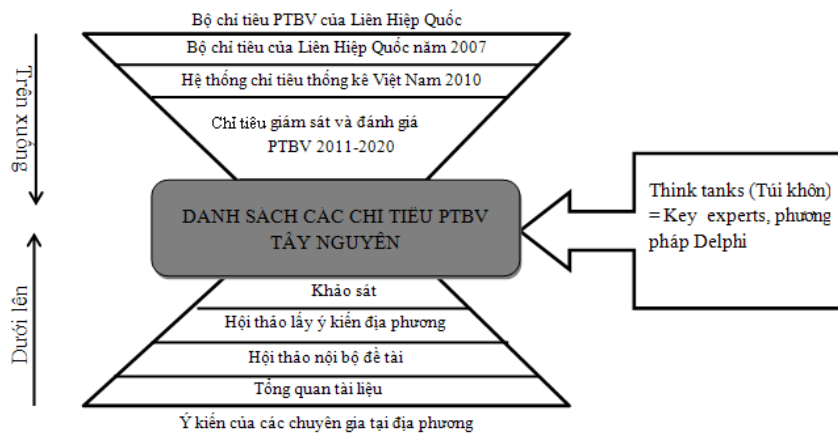 Bộ chỉ tiêu PTBV của Liên Hiệp Quốc
Bộ chỉ tiêu của Liên Hiệp Quốc năm 2007
Hệ thống chỉ tiêu thống kê Việt Nam 2010
Chỉ tiêu giám sát và đánh giá
PTBV 2011-2020
Trên xuống
DANH SÁCH CÁC CHỈ TIÊU PTBV
TÂY NGUYÊN
Think tanks (Túi khôn)
= Key experts, phương
pháp Delphi
Dưới lên
Khảo sát
Hội thảo lấy ý kiến địa phương
Hội thảo nội bộ đề tài
Tổng quan tài liệu
Ý kiến của các chuyên gia tại địa phương